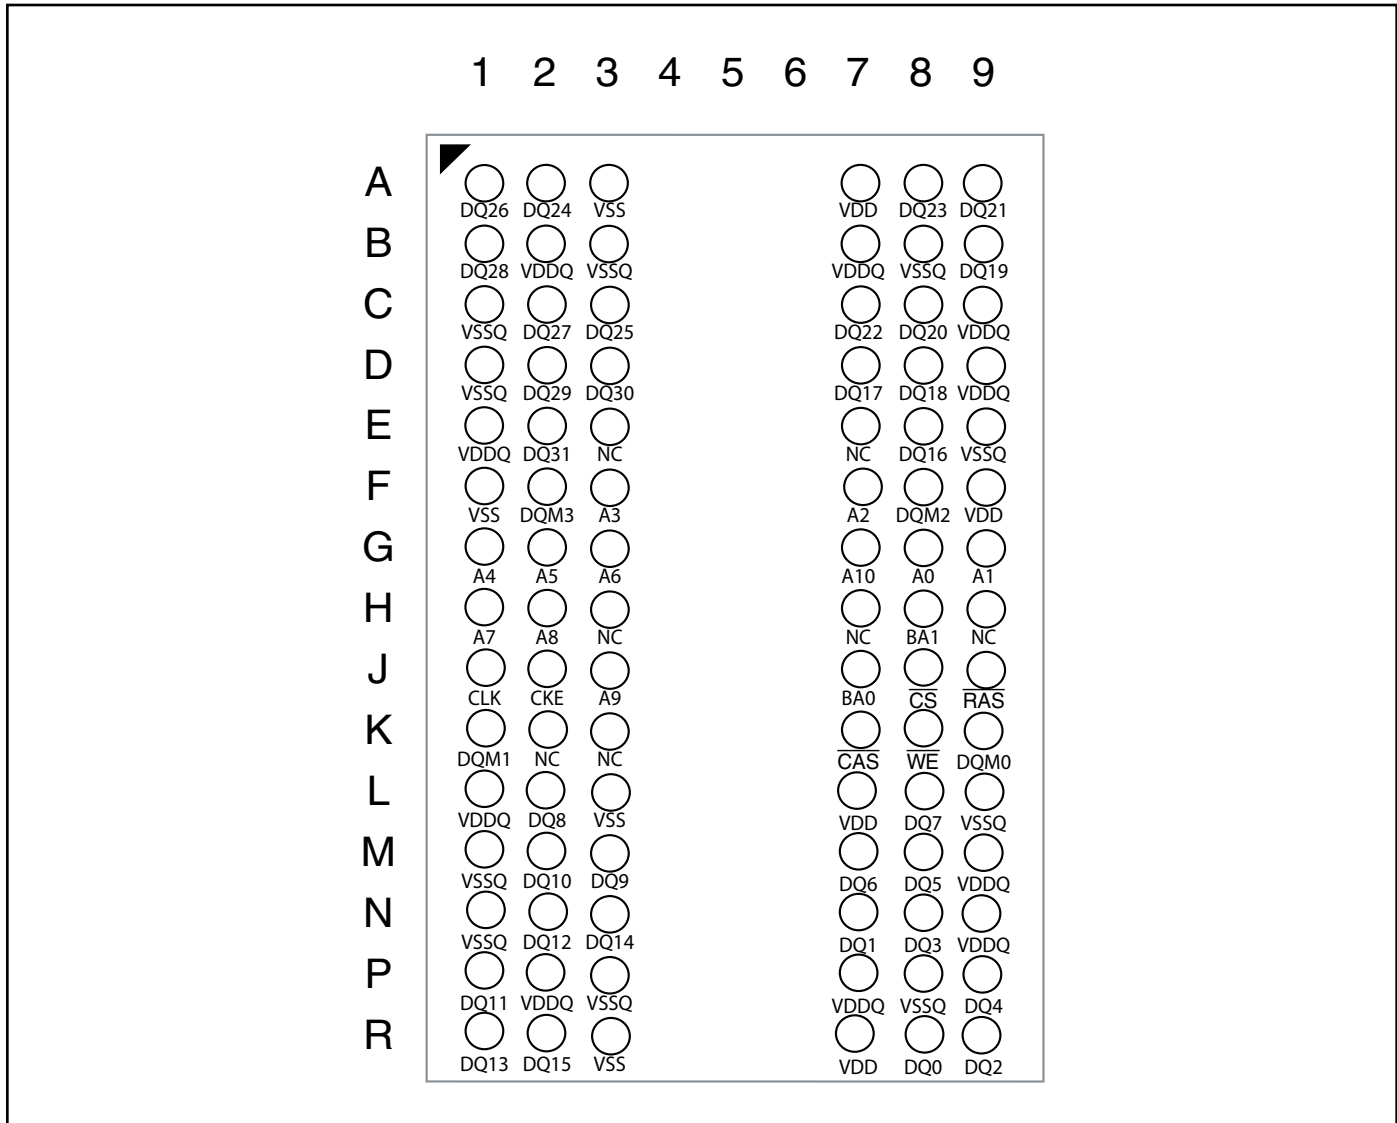 1 2 3 4 5 6 7 8 9
A
DQ26 DQ24 VSS VDD DQ23 DQ21
B
DQ28 VDDQ VSSQ VDDQ VSSQ DQ19
C
VSSQ DQ27 DQ25 DQ22 DQ20 VDDQ
D
VSSQ DQ29 DQ30 DQ17 DQ18 VDDQ
E
VDDQ DQ31 NC NC DQ16 VSSQ
F
VSS DQM3 A3 A2 DQM2 VDD
G
A4 A5 A6 A10 A0 A1
H
A7 A8 NC NC BA1 NC
J
CLK CKE A9 BA0 C̅S̅ R̅A̅S̅
K
DQM1 NC NC C̅A̅S̅ W̅E̅ DQM0
L
VDDQ DQ8 VSS VDD DQ7 VSSQ
M
VSSQ DQ10 DQ9 DQ6 DQ5 VDDQ
N
VSSQ DQ12 DQ14 DQ1 DQ3 VDDQ
P
DQ11 VDDQ VSSQ VDDQ VSSQ DQ4
R
DQ13 DQ15 VSS VDD DQ0 DQ2